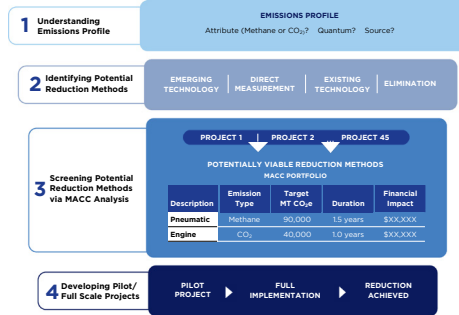 1 Understanding
Emissions Profile
EMISSIONS PROFILE
Attribute (Methane or CO₂)? Quantum? Source?
2 Identifying Potential
Reduction Methods
EMERGING TECHNOLOGY | DIRECT MEASUREMENT | EXISTING TECHNOLOGY | ELIMINATION
3 Screening Potential
Reduction Methods
via MACC Analysis
PROJECT 1 | PROJECT 2 ... PROJECT 45
POTENTIALLY VIABLE REDUCTION METHODS
MACC PORTFOLIO
Description Emission Type Target MT CO₂e Duration Financial Impact
Pneumatic Methane 90,000 1.5 years $XX,XXX
Engine CO₂ 40,000 1.0 years $XX,XXX
4 Developing Pilot/
Full Scale Projects
PILOT PROJECT FULL IMPLEMENTATION REDUCTION ACHIEVED